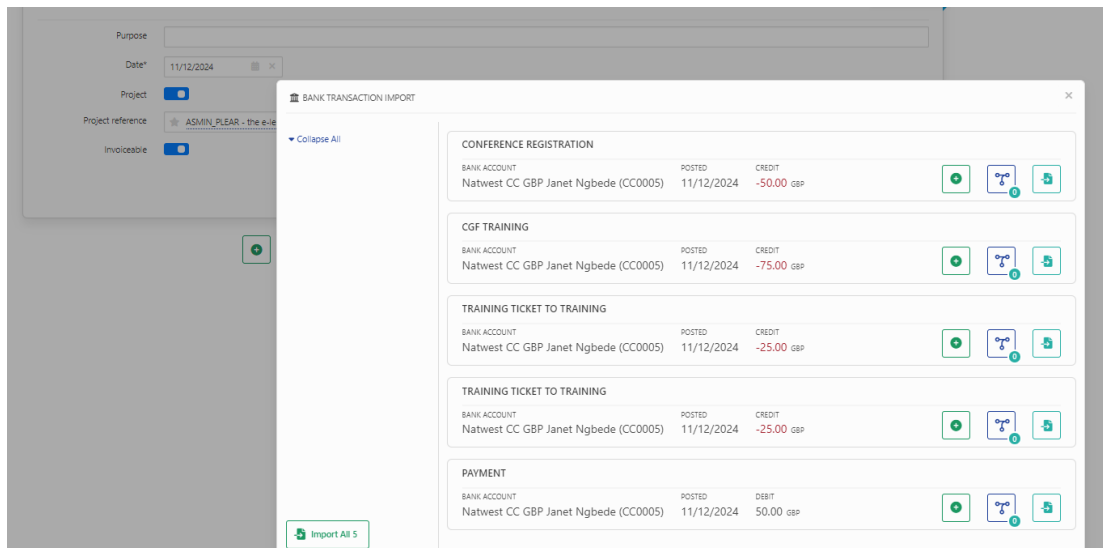 Purpose
Date*
11/12/2024
Project
Project reference
ASMIN_PLEAR - the e-le
Invoiceable
BANK TRANSACTION IMPORT
Collapse All
CONFERENCE REGISTRATION
BANK ACCOUNT POSTED CREDIT
Natwest CC GBP Janet Ngbede (CC0005) 11/12/2024 -50.00 GBP
0
CGF TRAINING
BANK ACCOUNT POSTED CREDIT
Natwest CC GBP Janet Ngbede (CC0005) 11/12/2024 -75.00 GBP
0
TRAINING TICKET TO TRAINING
BANK ACCOUNT POSTED CREDIT
Natwest CC GBP Janet Ngbede (CC0005) 11/12/2024 -25.00 GBP
0
TRAINING TICKET TO TRAINING
BANK ACCOUNT POSTED CREDIT
Natwest CC GBP Janet Ngbede (CC0005) 11/12/2024 -25.00 GBP
0
PAYMENT
BANK ACCOUNT POSTED DEBIT
Natwest CC GBP Janet Ngbede (CC0005) 11/12/2024 50.00 GBP
0
Import All 5